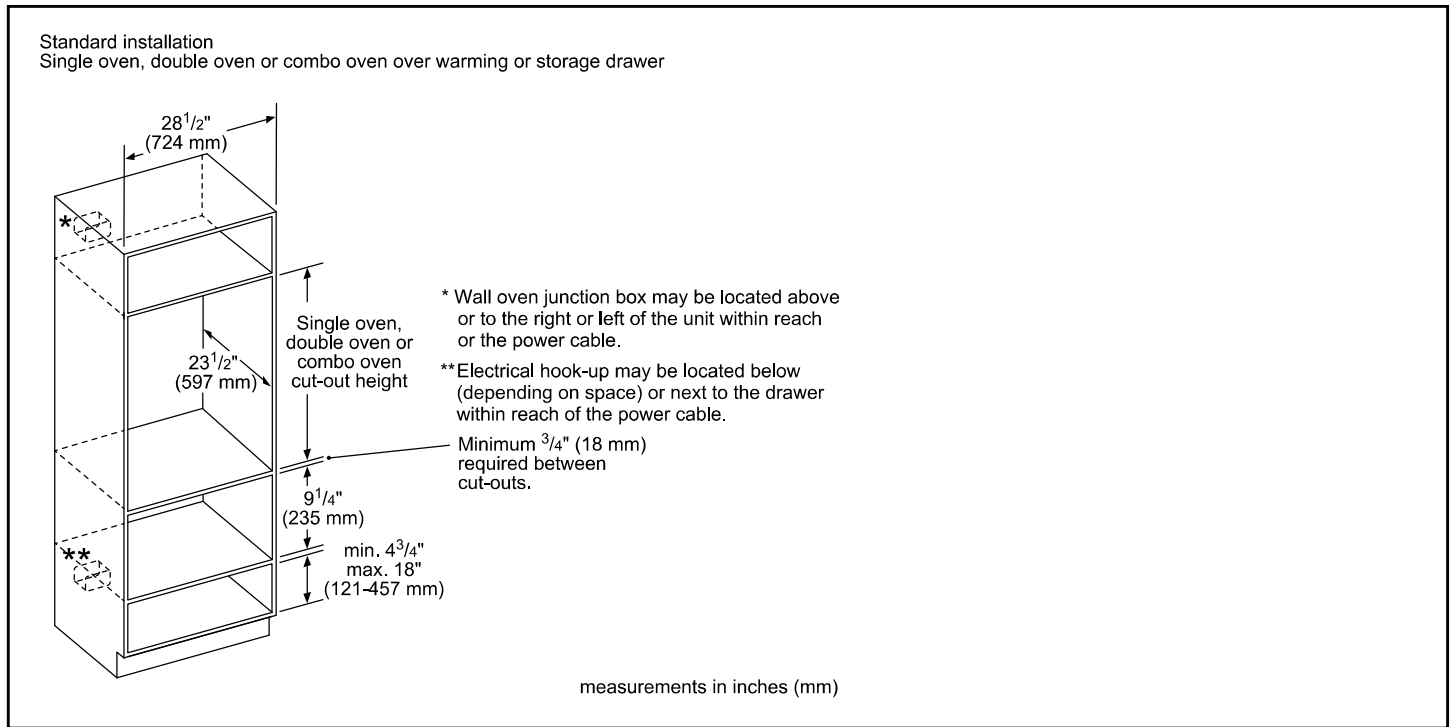 Standard installation
Single oven, double oven or combo oven over warming or storage drawer
28 1/2"
(724 mm)
*
Single oven,
double oven or
combo oven
cut-out height
23 1/2"
(597 mm)
* Wall oven junction box may be located above
or to the right or left of the unit within reach
or the power cable.
**Electrical hook-up may be located below
(depending on space) or next to the drawer
within reach of the power cable.
Minimum 3/4" (18 mm)
required between
cut-outs.
9 1/4"
(235 mm)
**
min. 4 3/4"
max. 18"
(121-457 mm)
measurements in inches (mm)